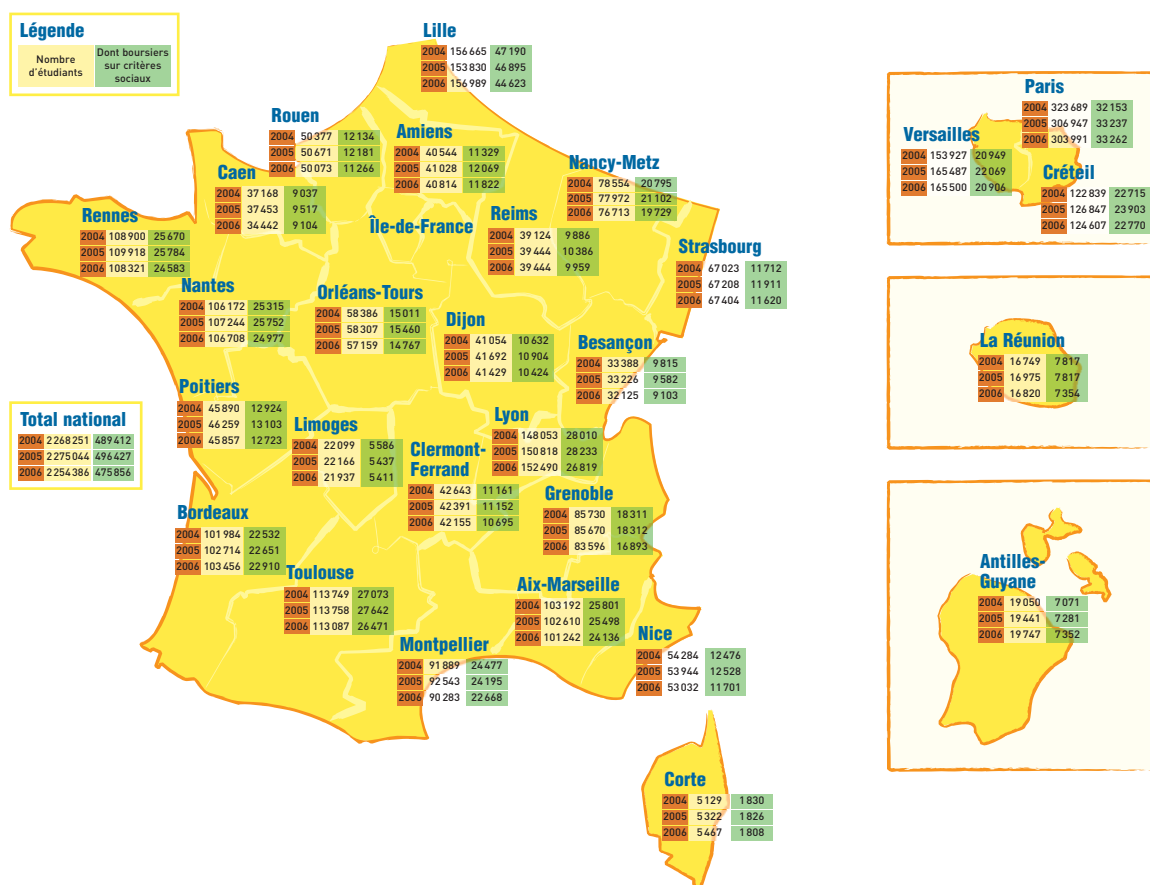 Légende
Nombre
d'étudiants
Dont boursiers
sur critères
sociaux
Lille
2004 156 665 47 190
2005 153 830 46 895
2006 156 989 44 623
Rouen
2004 50 377 12 134
2005 50 671 12 181
2006 50 073 11 266
Amiens
2004 40 544 11 329
2005 41 028 12 069
2006 40 814 11 822
Nancy-Metz
2004 78 554 20 795
2005 77 972 21 102
2006 76 713 19 729
Caen
2004 37 168 9 037
2005 37 453 9 517
2006 34 442 9 104
Rennes
2004 108 900 25 670
2005 109 918 25 784
2006 108 321 24 583
Île-de-France
Reims
2004 39 124 9 886
2005 39 444 10 386
2006 39 444 9 959
Strasbourg
2004 67 023 11 712
2005 67 208 11 911
2006 67 404 11 620
Nantes
2004 106 172 25 315
2005 107 244 25 752
2006 106 708 24 977
Orléans-Tours
2004 58 386 15 011
2005 58 307 15 460
2006 57 159 14 767
Dijon
2004 41 054 10 632
2005 41 692 10 904
2006 41 429 10 424
Besançon
2004 33 388 9 815
2005 33 226 9 582
2006 32 125 9 103
Poitiers
2004 45 890 12 924
2005 46 259 13 103
2006 45 857 12 723
Total national
2004 2 268 251 489 412
2005 2 275 044 496 427
2006 2 254 386 475 856
Limoges
2004 22 099 5 586
2005 22 166 5 437
2006 21 937 5 411
Clermont-
Ferrand
2004 42 643 11 161
2005 42 391 11 152
2006 42 155 10 695
Lyon
2004 148 053 28 010
2005 150 818 28 233
2006 152 490 26 819
Grenoble
2004 85 730 18 311
2005 85 670 18 312
2006 83 596 16 893
Bordeaux
2004 101 984 22 532
2005 102 714 22 651
2006 103 456 22 910
Toulouse
2004 113 749 27 073
2005 113 758 27 642
2006 113 087 26 471
Aix-Marseille
2004 103 192 25 801
2005 102 610 25 498
2006 101 242 24 136
Montpellier
2004 91 889 24 477
2005 92 543 24 195
2006 90 283 22 668
Nice
2004 54 284 12 476
2005 53 944 12 528
2006 53 032 11 701
Corte
2004 5 129 1 830
2005 5 322 1 826
2006 5 467 1 808
Paris
2004 323 689 32 153
2005 306 947 33 237
2006 303 991 33 262
Versailles
2004 153 927 20 949
2005 165 487 22 069
2006 165 500 20 906
Créteil
2004 122 839 22 715
2005 126 847 23 903
2006 124 607 22 770
La Réunion
2004 16 749 7 817
2005 16 975 7 817
2006 16 820 7 354
Antilles-
Guyane
2004 19 050 7 071
2005 19 441 7 281
2006 19 747 7 352